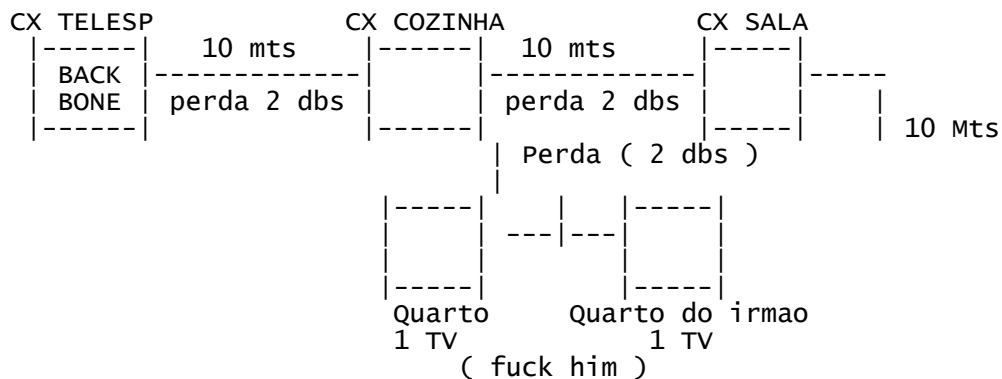 CX TELESP CX COZINHA CX SALA
10 mts 10 mts
BACK
BONE perda 2 dbs perda 2 dbs
10 Mts
Perda ( 2 dbs )
Quarto Quarto do irmao
1 TV 1 TV
( fuck him )